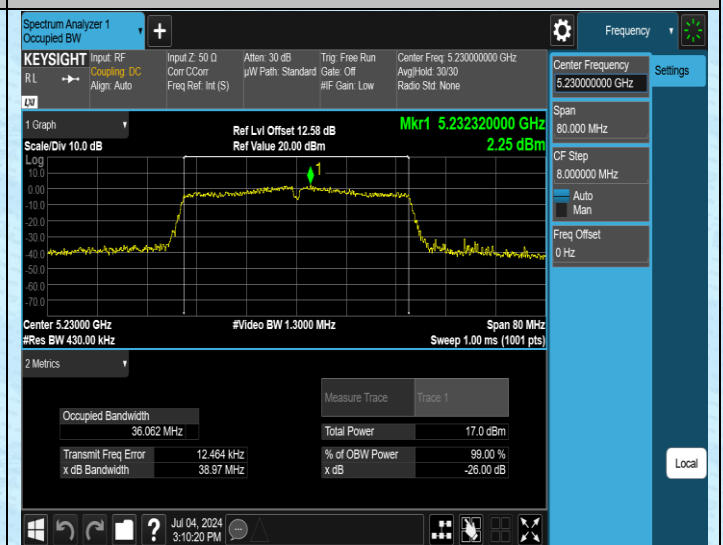 Spectrum Analyzer 1
Occupied BW
+
Frequency
KEYSIGHT
R L
LXI
Input: RF
Coupling: DC
Align: Auto
Input Z: 50 Ω
Corr CCorr
Freq Ref: Int (S)
Atten: 30 dB
µW Path: Standard
Trig: Free Run
Gate: Off
#IF Gain: Low
Center Freq: 5.230000000 GHz
Avg|Hold: 30/30
Radio Std: None
Center Frequency
5.230000000 GHz
Settings
Span
80.000 MHz
CF Step
8.000000 MHz
Auto
Man
Freq Offset
0 Hz
1 Graph
Scale/Div 10.0 dB
Ref Lvl Offset 12.58 dB
Ref Value 20.00 dBm
Mkr1 5.232320000 GHz
2.25 dBm
Log
10.0
0.00
-10.0
-20.0
-30.0
-40.0
-50.0
-60.0
-70.0
1
Center 5.23000 GHz
#Res BW 430.00 kHz
#Video BW 1.3000 MHz
Span 80 MHz
Sweep 1.00 ms (1001 pts)
2 Metrics
Measure Trace
Trace 1
Occupied Bandwidth
36.062 MHz
Total Power
17.0 dBm
Transmit Freq Error
12.464 kHz
% of OBW Power
99.00 %
x dB Bandwidth
38.97 MHz
x dB
-26.00 dB
Local
?
Jul 04, 2024
3:10:20 PM